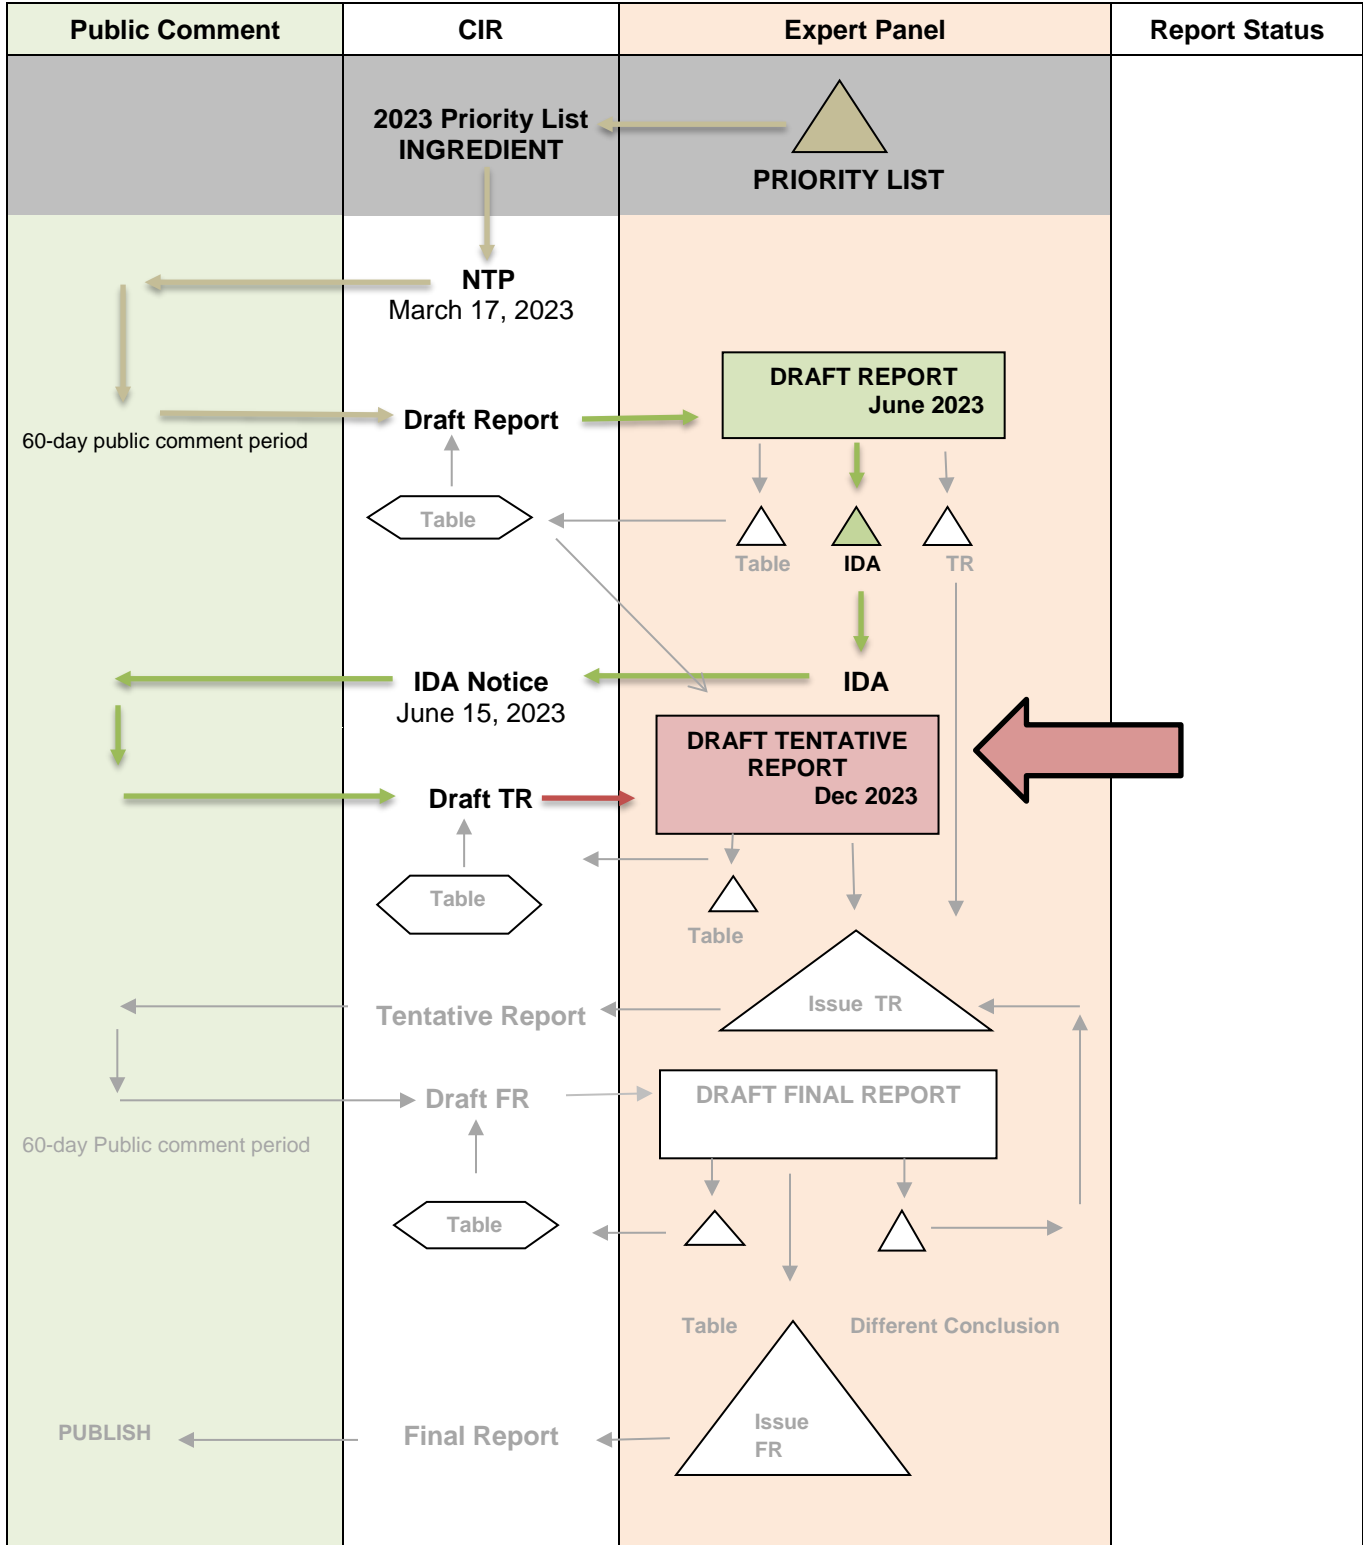 Public Comment
CIR
Expert Panel
Report Status
2023 Priority List
INGREDIENT
PRIORITY LIST
NTP
March 17, 2023
60-day public comment period
Draft Report
DRAFT REPORT
June 2023
Table
Table
IDA
TR
IDA Notice
June 15, 2023
IDA
DRAFT TENTATIVE
REPORT
Dec 2023
Draft TR
Table
Table
Tentative Report
Issue TR
Draft FR
DRAFT FINAL REPORT
60-day Public comment period
Table
Table
Different Conclusion
PUBLISH
Final Report
Issue
FR